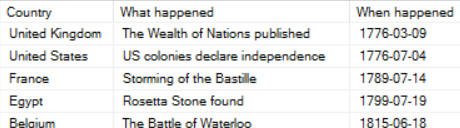 Country What happened When happened
United Kingdom The Wealth of Nations published 1776-03-09
United States US colonies declare independence 1776-07-04
France Storming of the Bastille 1789-07-14
Egypt Rosetta Stone found 1799-07-19
Belgium The Battle of Waterloo 1815-06-18